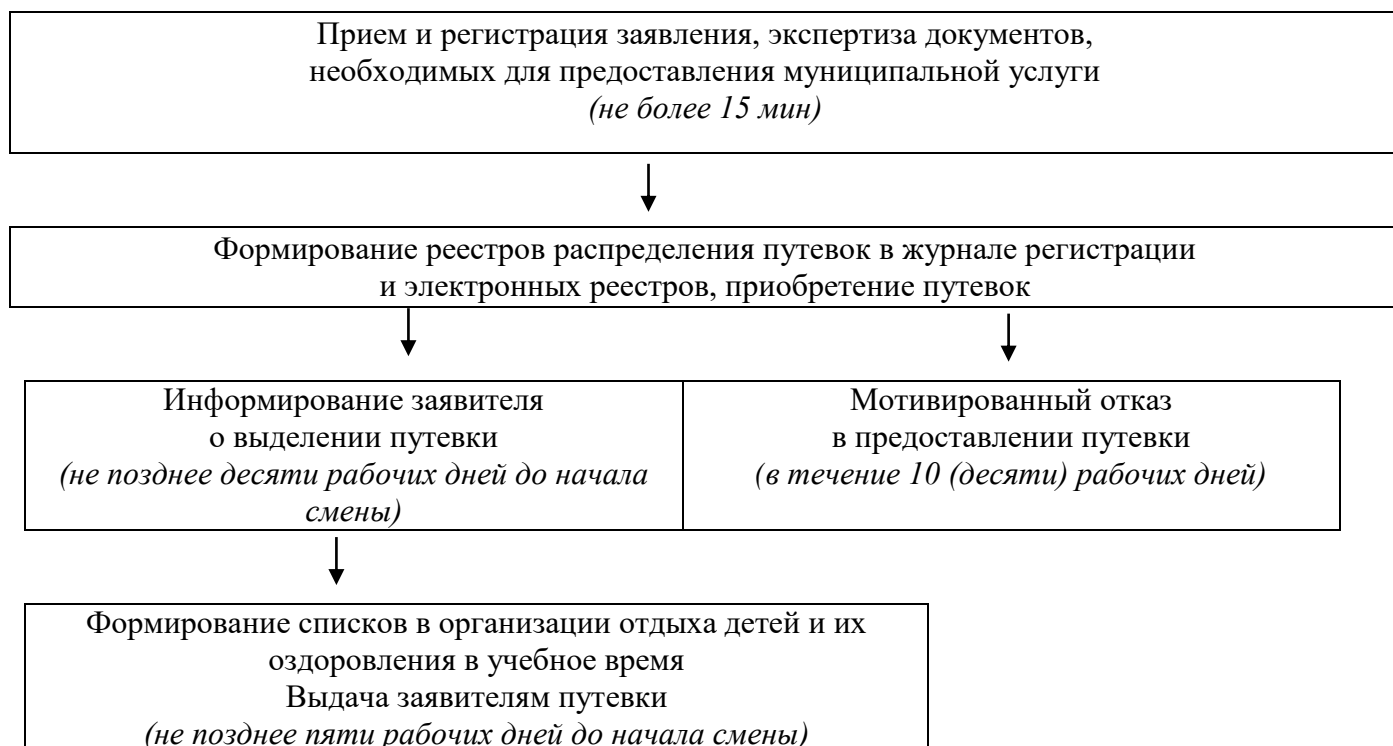 Прием и регистрация заявления, экспертиза документов,
необходимых для предоставления муниципальной услуги
(не более 15 мин)
Формирование реестров распределения путевок в журнале регистрации
и электронных реестров, приобретение путевок
Информирование заявителя
о выделении путевки
(не позднее десяти рабочих дней до начала
смены)
Мотивированный отказ
в предоставлении путевки
(в течение 10 (десяти) рабочих дней)
Формирование списков в организации отдыха детей и их
оздоровления в учебное время
Выдача заявителям путевки
(не позднее пяти рабочих дней до начала смены)